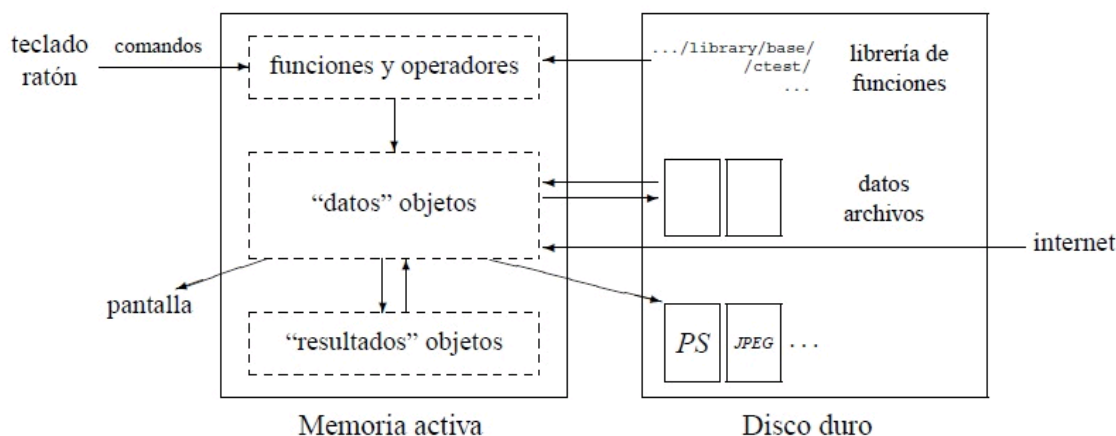 teclado
ratón
comandos
funciones y operadores
.../library/base/
/ctest/
...
librería de
funciones
“datos” objetos
datos
archivos
internet
pantalla
“resultados” objetos
PS
JPEG
...
Memoria activa
Disco duro